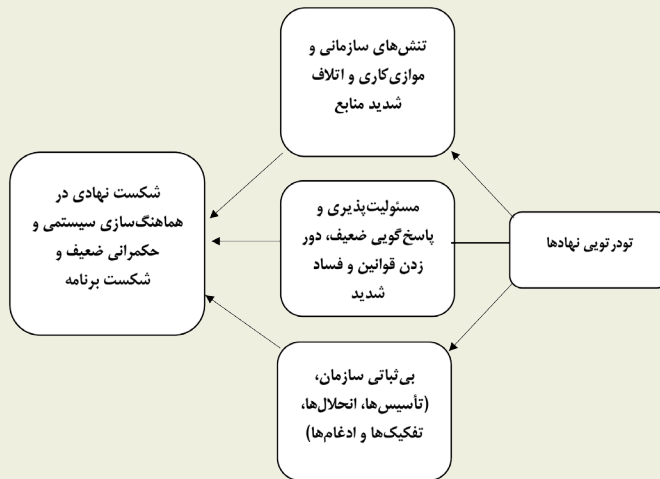 تنش‌های سازمانی و
موازی‌کاری و اتلاف
شدید منابع
تودرتویی نهادها
مسئولیت‌پذیری و
پاسخ‌گویی ضعیف، دور
زدن قوانین و فساد
شدید
شکست نهادی در
هماهنگ‌سازی سیستمی و
حکمرانی ضعیف و
شکست برنامه
بی‌ثباتی سازمان،
(تأسیس‌ها، انحلال‌ها،
تفکیک‌ها و ادغام‌ها)